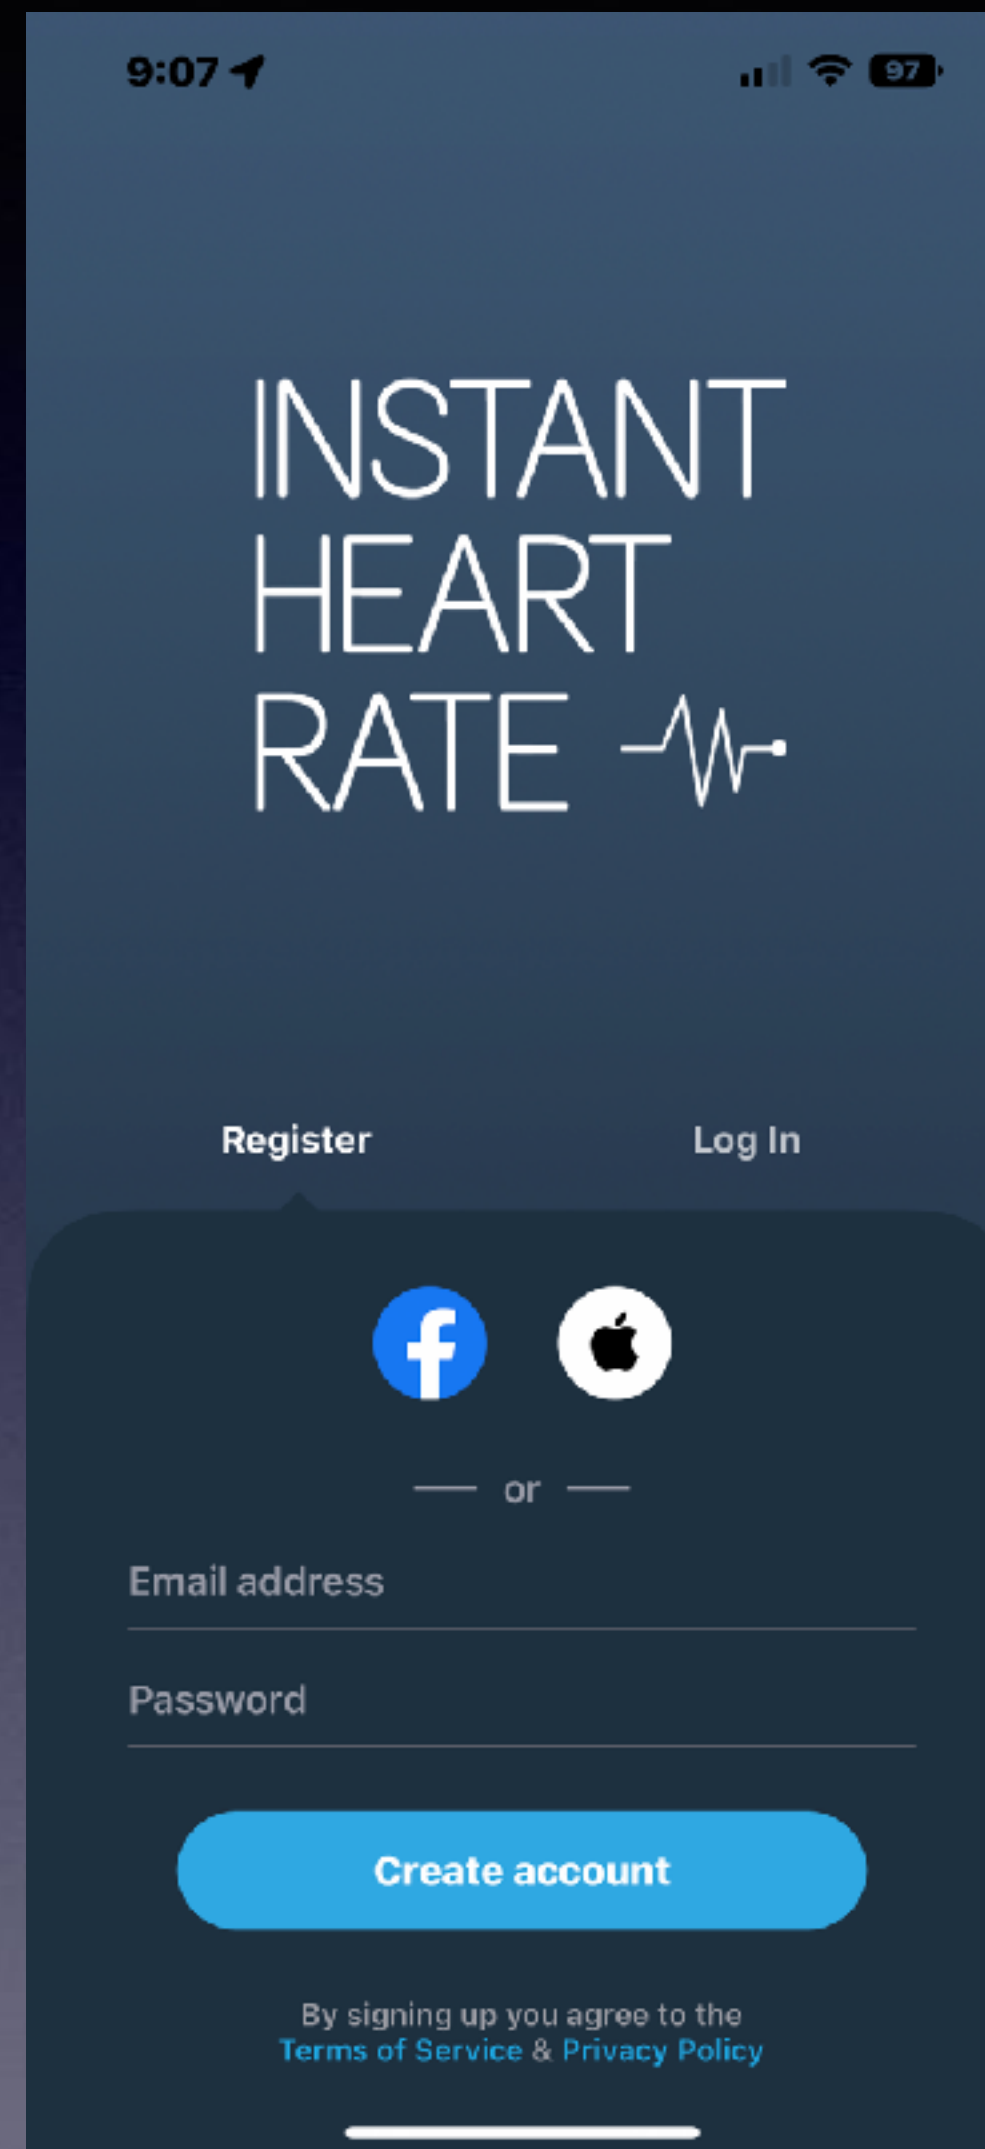 9:07
97
INSTANT
HEART
RATE
Register Log In
or
Email address
Password
Create account
By signing up you agree to the
Terms of Service & Privacy Policy